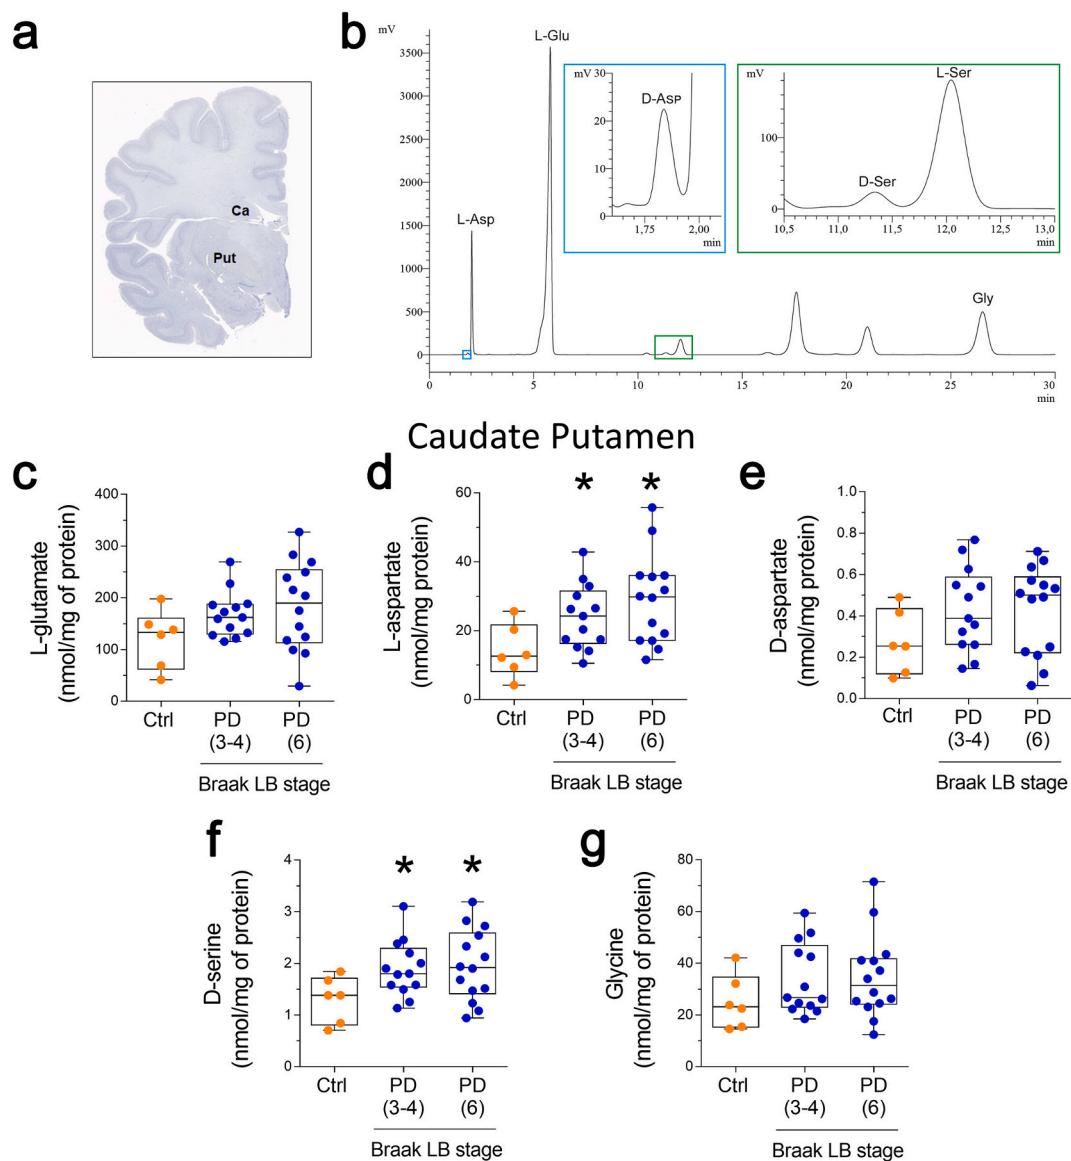 a
Ca
Put
b
mV
3500
3000
2500
2000
1500
1000
500
0
0 5 10 15 20 25 30
min
L-Asp
L-Glu
Gly
mV 30
20
10
0
D-Asp
1,75 2,00
min
mV
100
0
D-Ser
L-Ser
10,5 11,0 11,5 12,0 12,5 13,0
min
Caudate Putamen
c
L-glutamate
(nmol/mg of protein)
400
300
200
100
0
Ctrl PD PD
(3-4) (6)
Braak LB stage
d
L-aspartate
(nmol/mg protein)
60
40
20
0
* *
Ctrl PD PD
(3-4) (6)
Braak LB stage
e
D-aspartate
(nmol/mg protein)
1.0
0.8
0.6
0.4
0.2
0.0
Ctrl PD PD
(3-4) (6)
Braak LB stage
f
D-serine
(nmol/mg of protein)
4
3
2
1
0
* *
Ctrl PD PD
(3-4) (6)
Braak LB stage
g
Glycine
(nmol/mg of protein)
80
60
40
20
0
Ctrl PD PD
(3-4) (6)
Braak LB stage